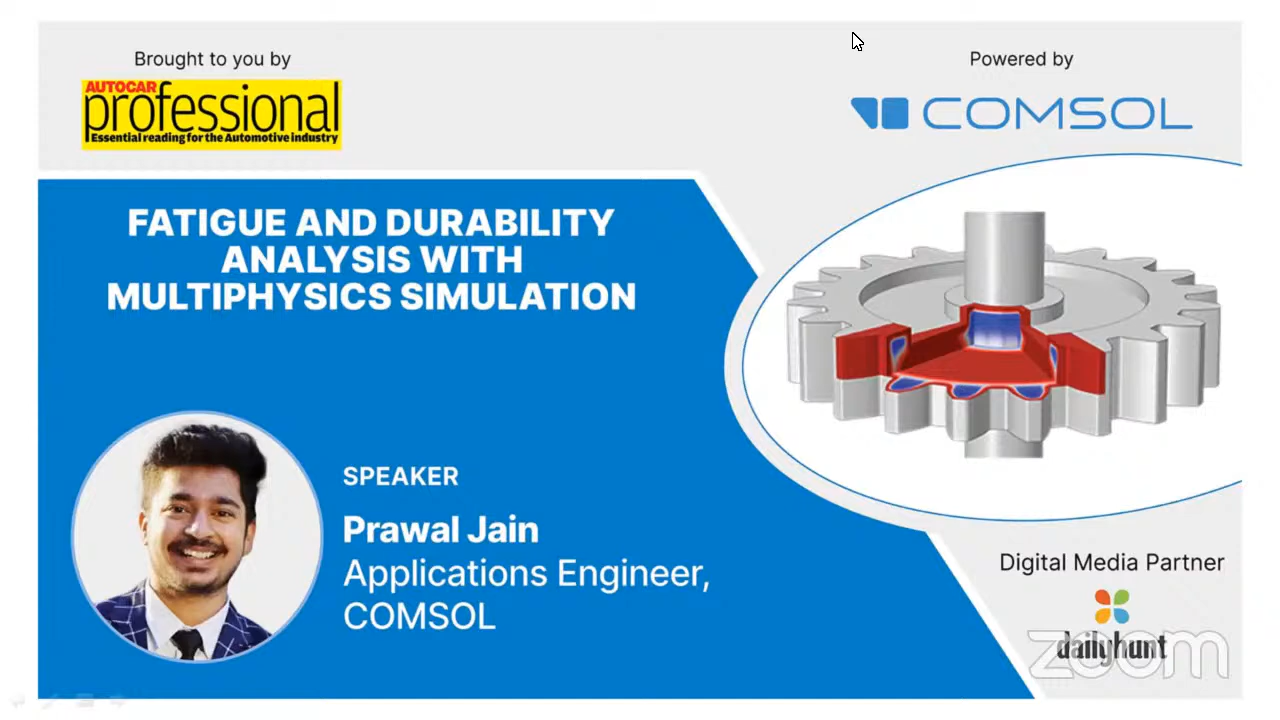 Brought to you by
AUTOCAR
professional
Essential reading for the Automotive industry
Powered by
COMSOL
FATIGUE AND DURABILITY
ANALYSIS WITH
MULTIPHYSICS SIMULATION
SPEAKER
Prawal Jain
Applications Engineer,
COMSOL
Digital Media Partner
dailyhunt
zoom